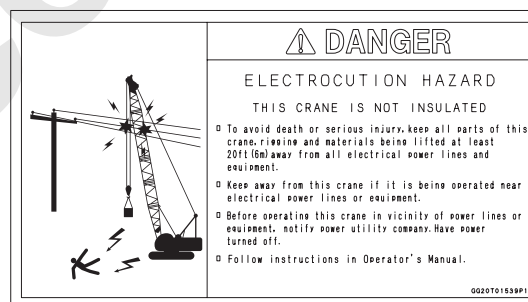 DANGER
ELECTROCUTION HAZARD
THIS CRANE IS NOT INSULATED
▫ To avoid death or serious injury,keep all parts of this
crane,rigging and materials being lifted at least
20ft(6m)away from all electrical power lines and
equipment.
▫ Keep away from this crane if it is being operated near
electrical power lines or equipment.
▫ Before operating this crane in vicinity of power lines or
equipment, notify power utility company.Have power
turned off.
▫ Follow instructions in Operator's Manual.
GG20T01539P1